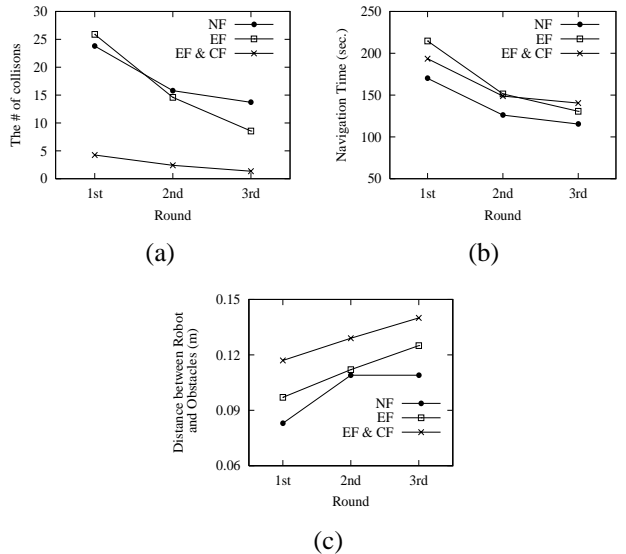 30
25
20
15
10
5
0
The # of collisons
NF
EF
EF & CF
1st
2nd
3rd
Round
(a)
250
200
150
100
50
Navigation Time (sec.)
NF
EF
EF & CF
1st
2nd
3rd
Round
(b)
0.15
0.12
0.09
0.06
Distance between Robot
and Obstacles (m)
NF
EF
EF & CF
1st
2nd
3rd
Round
(c)